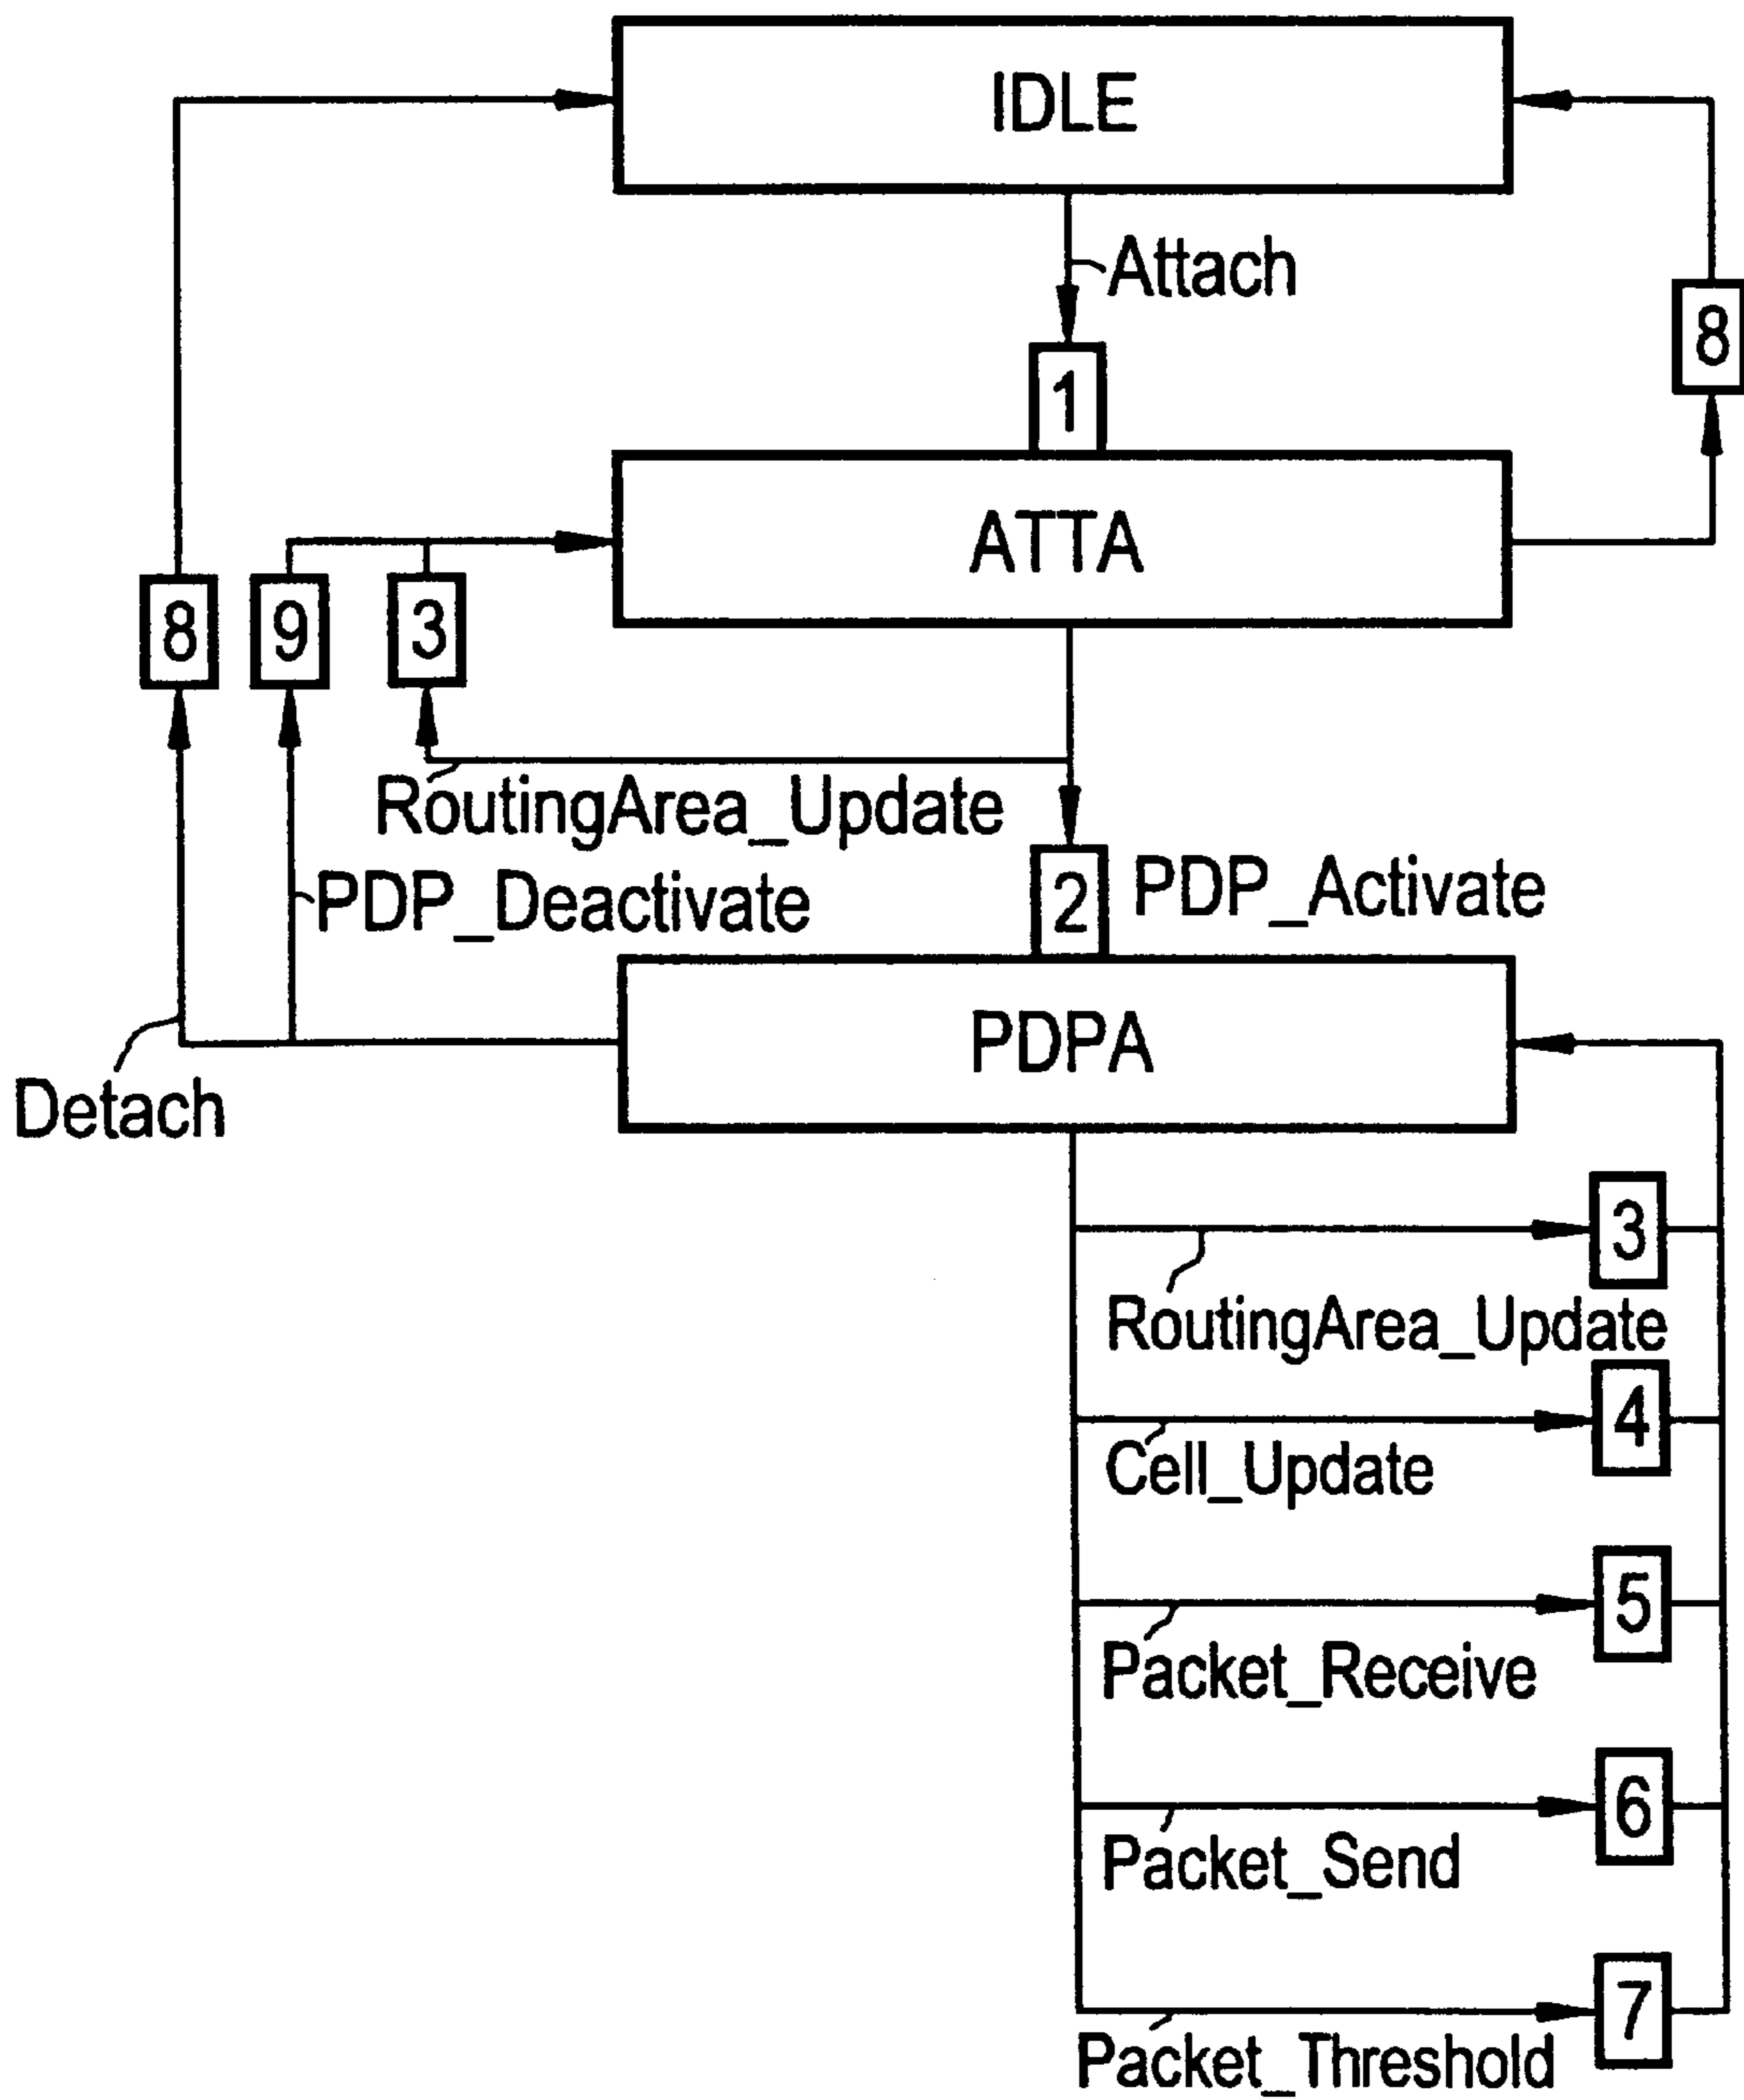 IDLE
Attach
8
1
ATTA
8
9
3
RoutingArea_Update
2
PDP_Activate
PDP_Deactivate
PDPA
Detach
3
RoutingArea_Update
4
Cell_Update
5
Packet_Receive
6
Packet_Send
7
Packet_Threshold